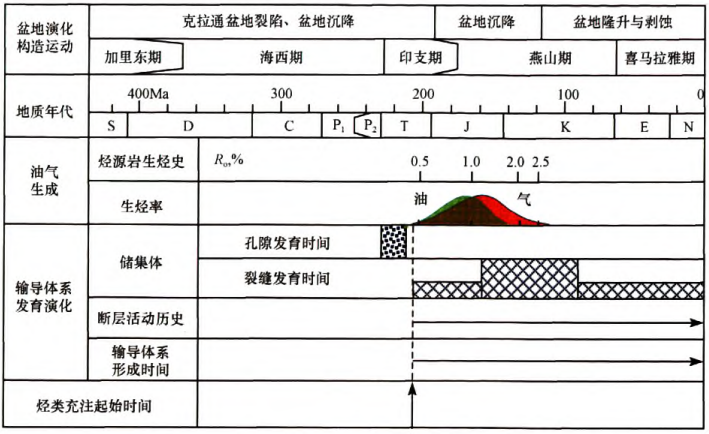 盆地演化
构造运动
克拉通盆地裂陷、盆地沉降
盆地沉降
盆地隆升与剥蚀
加里东期
海西期
印支期
燕山期
喜马拉雅期
地质年代
400Ma
300
200
100
0
S
D
C
P₁
P₂
T
J
K
E
N
油气
生成
烃源岩生烃史
Rₒ,%
0.5
1.0
2.0
2.5
生烃率
油
气
输导体系
发育演化
储集体
孔隙发育时间
裂缝发育时间
断层活动历史
输导体系
形成时间
烃类充注起始时间